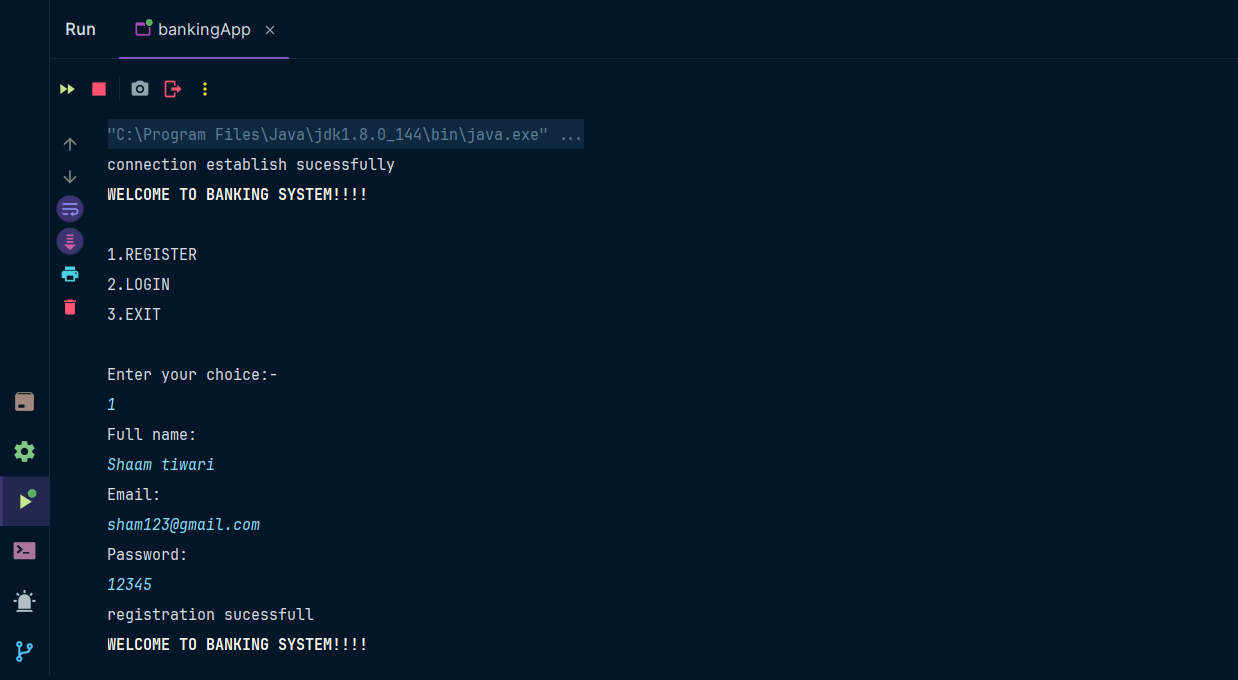 Run bankingApp
"C:\Program Files\Java\jdk1.8.0_144\bin\java.exe" ...
connection establish sucessfully
WELCOME TO BANKING SYSTEM!!!!
1.REGISTER
2.LOGIN
3.EXIT
Enter your choice:-
1
Full name:
Shaam tiwari
Email:
sham123@gmail.com
Password:
12345
registration sucessfull
WELCOME TO BANKING SYSTEM!!!!